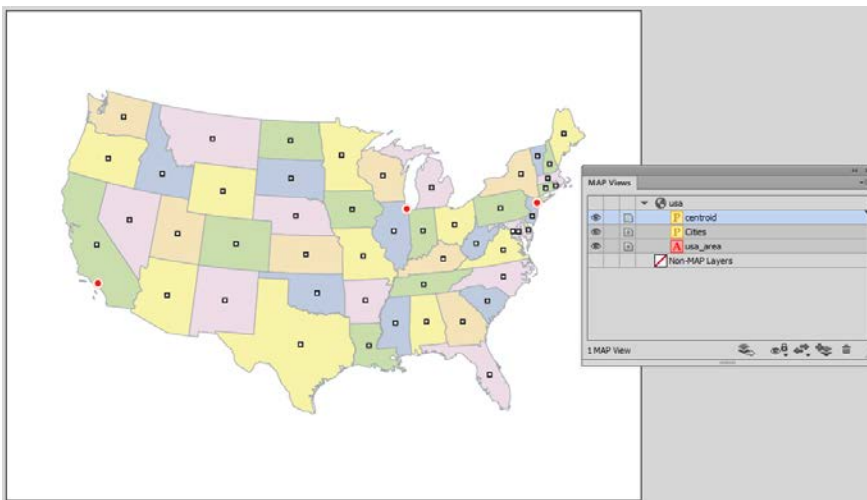 MAP Views
usa
P centroid
P Cities
A usa_area
Non-MAP Layers
1 MAP View